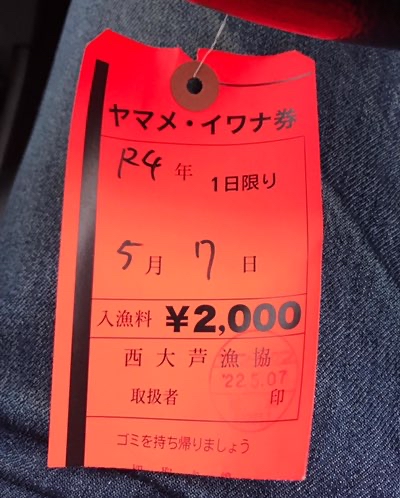 ヤマメ・イワナ券
R4年 1日限り
5月 7日
入漁料 ¥2,000
西大芦漁協
'22.5.07
取扱者 印
ゴミを持ち帰りましょう